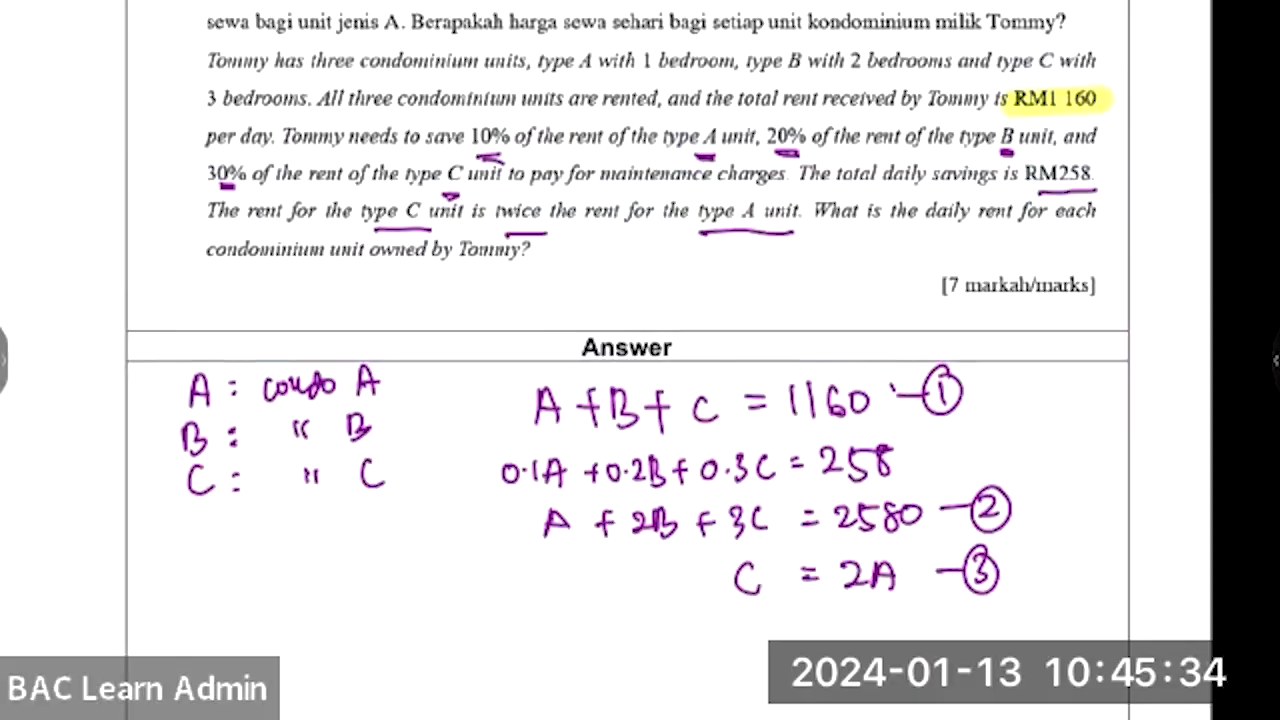 sewa bagi unit jenis A. Berapakah harga sewa sehari bagi setiap unit kondominium milik Tommy?
Tommy has three condominium units, type A with 1 bedroom, type B with 2 bedrooms and type C with
3 bedrooms. All three condominium units are rented, and the total rent received by Tommy is RM1 160
per day. Tommy needs to save 10% of the rent of the type A unit, 20% of the rent of the type B unit, and
30% of the rent of the type C unit to pay for maintenance charges. The total daily savings is RM258.
The rent for the type C unit is twice the rent for the type A unit. What is the daily rent for each
condominium unit owned by Tommy?
[7 markah/marks]
Answer
A : condo A
B : " B
C : " C
A + B + C = 1160 — ①
0.1A + 0.2B + 0.3C = 258
A + 2B + 3C = 2580 — ②
C = 2A — ③
BAC Learn Admin
2024-01-13 10:45:34